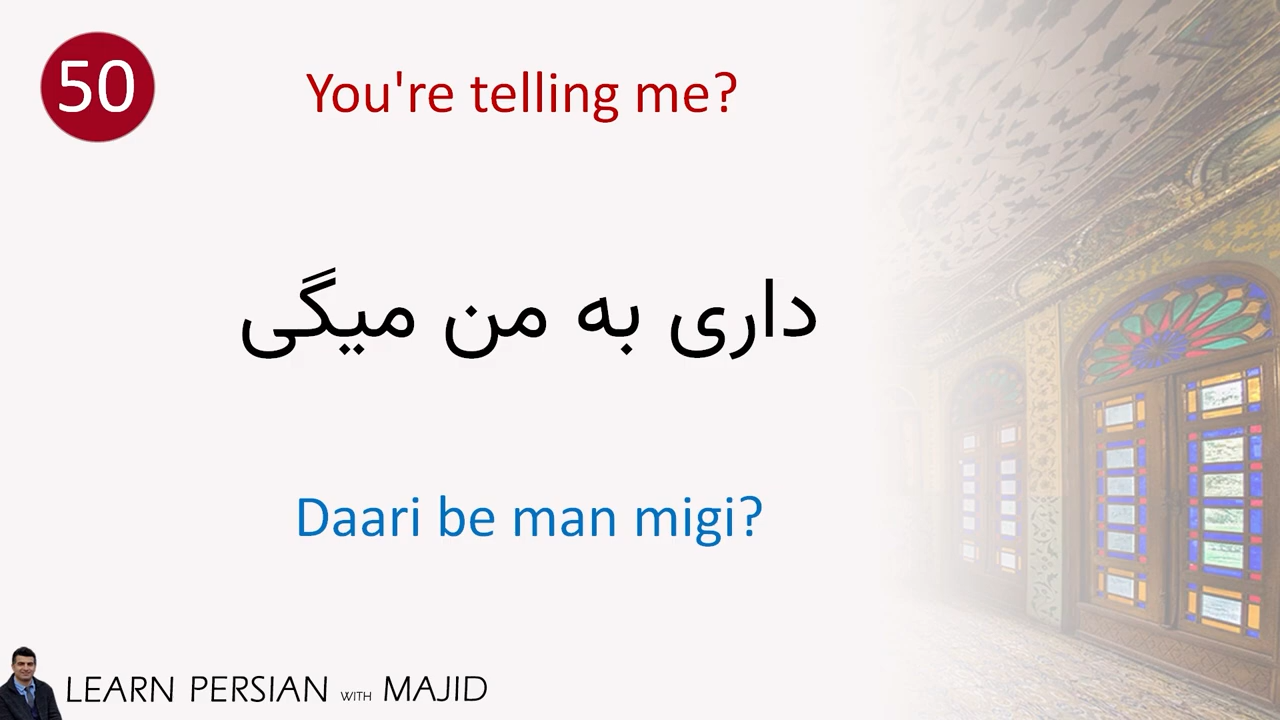 50
You're telling me?
داری به من میگی
Daari be man migi?
LEARN PERSIAN WITH MAJID